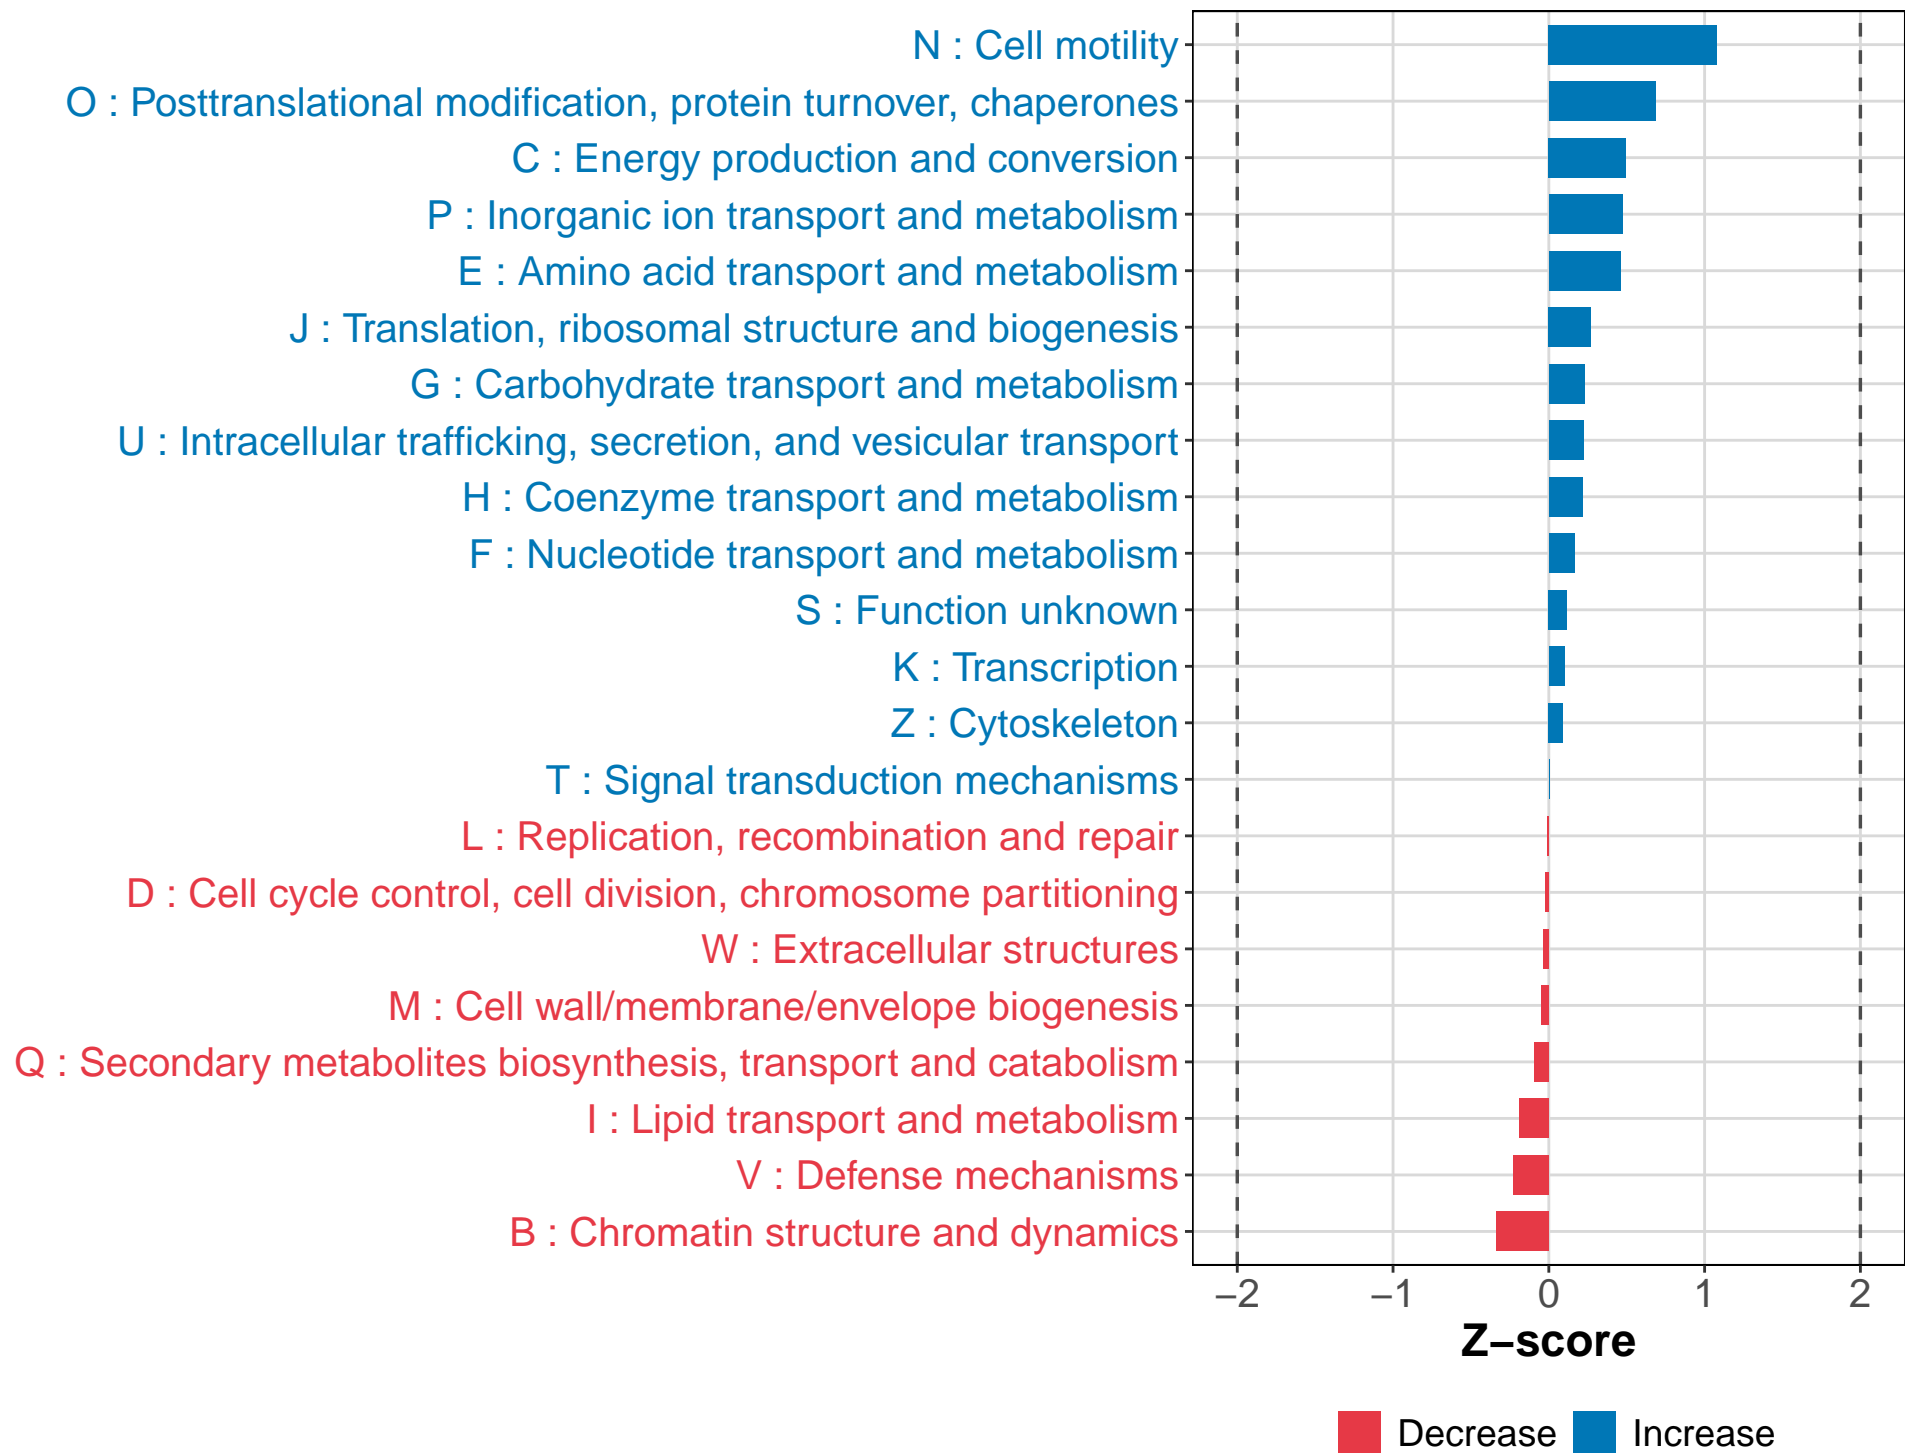 N : Cell motility
O : Posttranslational modification, protein turnover, chaperones
C : Energy production and conversion
P : Inorganic ion transport and metabolism
E : Amino acid transport and metabolism
J : Translation, ribosomal structure and biogenesis
G : Carbohydrate transport and metabolism
U : Intracellular trafficking, secretion, and vesicular transport
H : Coenzyme transport and metabolism
F : Nucleotide transport and metabolism
S : Function unknown
K : Transcription
Z : Cytoskeleton
T : Signal transduction mechanisms
L : Replication, recombination and repair
D : Cell cycle control, cell division, chromosome partitioning
W : Extracellular structures
M : Cell wall/membrane/envelope biogenesis
Q : Secondary metabolites biosynthesis, transport and catabolism
I : Lipid transport and metabolism
V : Defense mechanisms
B : Chromatin structure and dynamics
−2 −1 0 1 2
Z−score
Decrease Increase